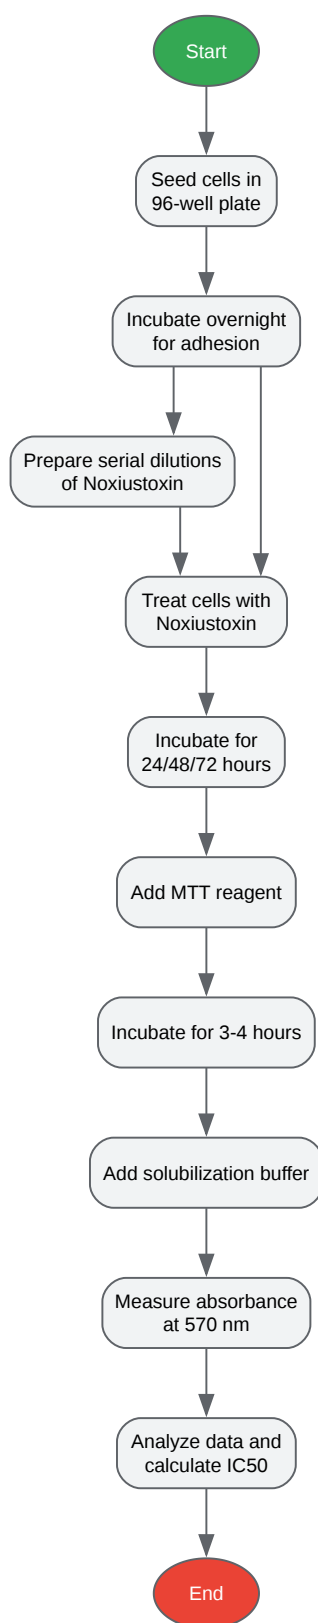 Start
Seed cells in
96-well plate
Incubate overnight
for adhesion
Prepare serial dilutions
of Noxiustoxin
Treat cells with
Noxiustoxin
Incubate for
24/48/72 hours
Add MTT reagent
Incubate for 3-4 hours
Add solubilization buffer
Measure absorbance
at 570 nm
Analyze data and
calculate IC50
End